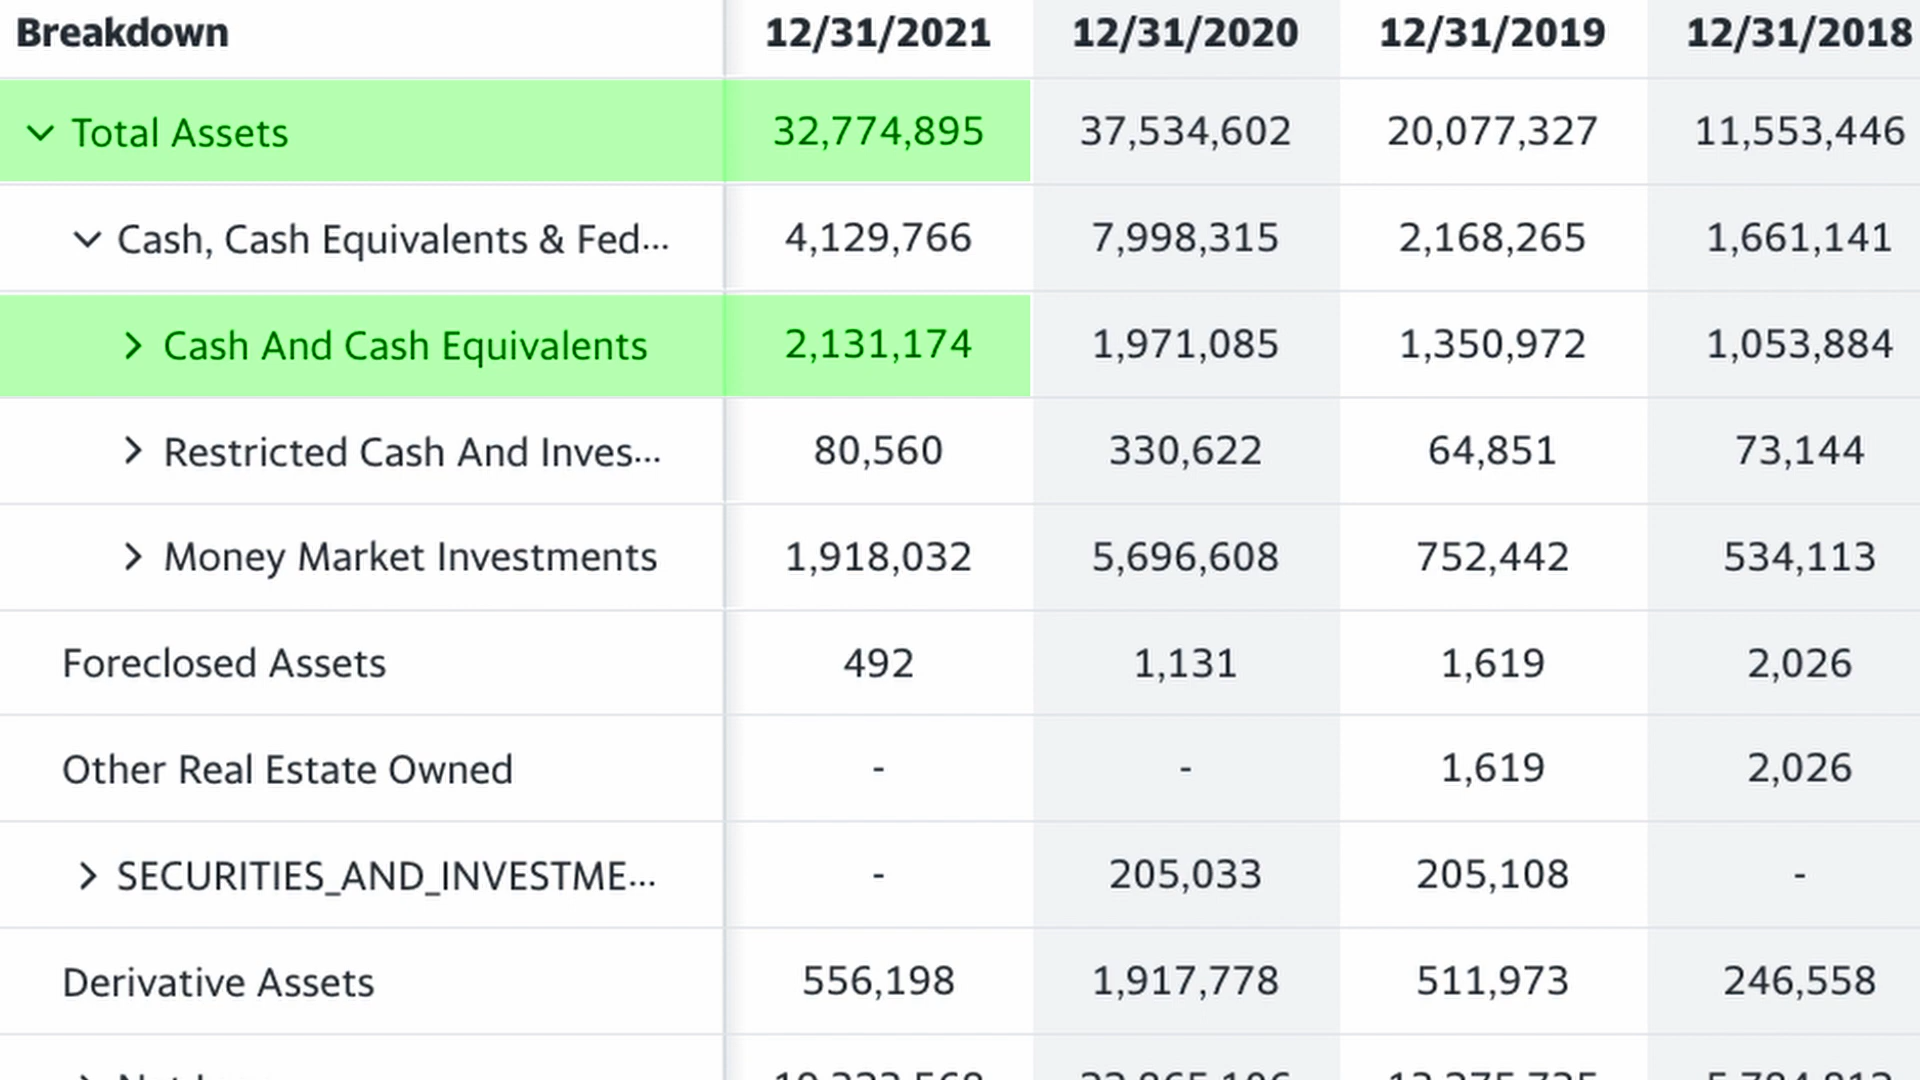 Breakdown 12/31/2021 12/31/2020 12/31/2019 12/31/2018
Total Assets 32,774,895 37,534,602 20,077,327 11,553,446
Cash, Cash Equivalents & Fed... 4,129,766 7,998,315 2,168,265 1,661,141
Cash And Cash Equivalents 2,131,174 1,971,085 1,350,972 1,053,884
Restricted Cash And Inves... 80,560 330,622 64,851 73,144
Money Market Investments 1,918,032 5,696,608 752,442 534,113
Foreclosed Assets 492 1,131 1,619 2,026
Other Real Estate Owned - - 1,619 2,026
SECURITIES_AND_INVESTME... - 205,033 205,108 -
Derivative Assets 556,198 1,917,778 511,973 246,558